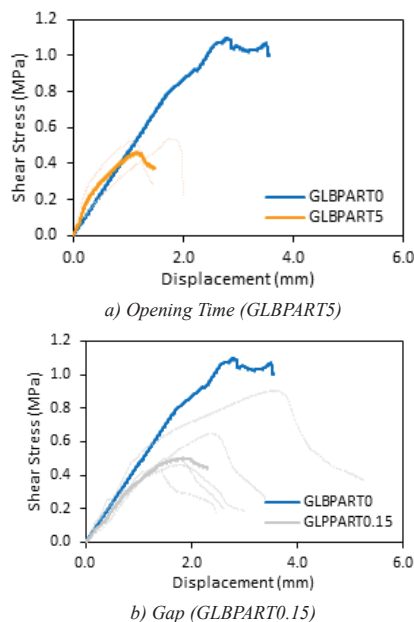 1.2
1.0
0.8
0.6
0.4
0.2
0.0
Shear Stress (MPa)
GLBPART0
GLBPART5
0.0 2.0 4.0 6.0
Displacement (mm)
a) Opening Time (GLBPART5)
1.2
1.0
0.8
0.6
0.4
0.2
0.0
Shear Stress (MPa)
GLBPART0
GLPPART0.15
0.0 2.0 4.0 6.0
Displacement (mm)
b) Gap (GLBPART0.15)